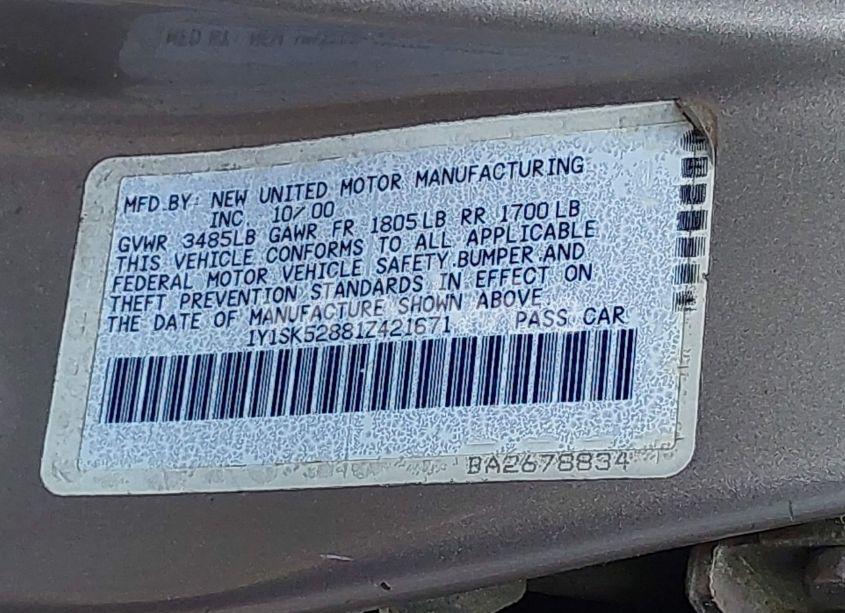 MFD.BY: NEW UNITED MOTOR MANUFACTURING
INC. 10/00
GVWR 3485LB GAWR FR 1805LB RR 1700LB
THIS VEHICLE CONFORMS TO ALL APPLICABLE
FEDERAL MOTOR VEHICLE SAFETY,BUMPER,AND
THEFT PREVENTION STANDARDS IN EFFECT ON
THE DATE OF MANUFACTURE SHOWN ABOVE.
1Y1SK52881Z421671 PASS CAR
BA2678834